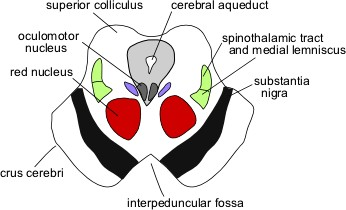 superior colliculus
cerebral aqueduct
oculomotor
nucleus
spinothalamic tract
and medial lemniscus
red nucleus
substantia
nigra
crus cerebri
interpeduncular fossa